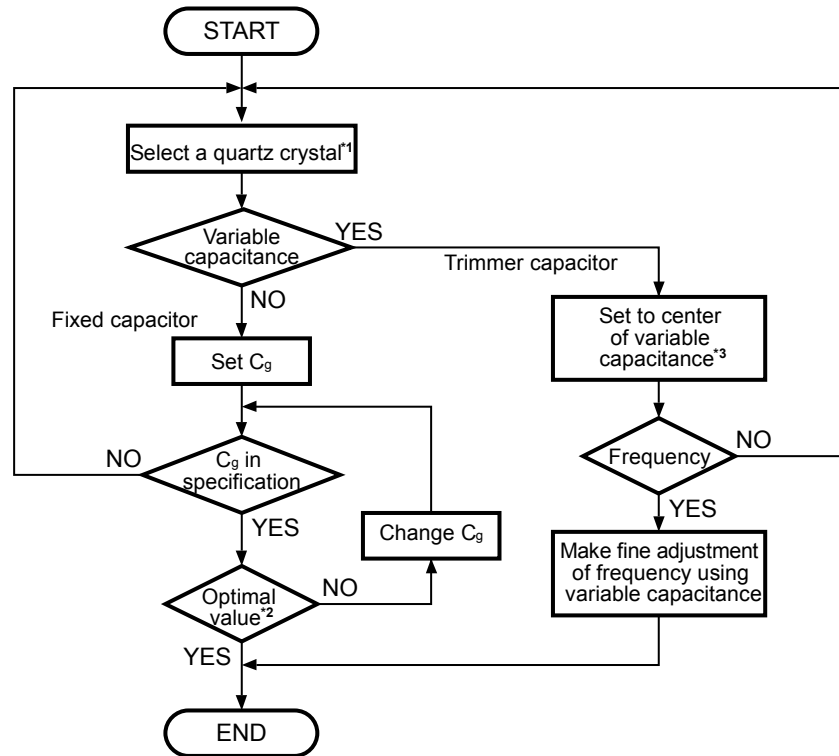 START
Select a quartz crystal*1
Variable
capacitance
YES
Trimmer capacitor
NO
Fixed capacitor
Set Cg
Set to center
of variable
capacitance*3
Cg in
specification
NO
YES
Frequency
NO
YES
Change Cg
Make fine adjustment
of frequency using
variable capacitance
Optimal
value*2
NO
YES
END